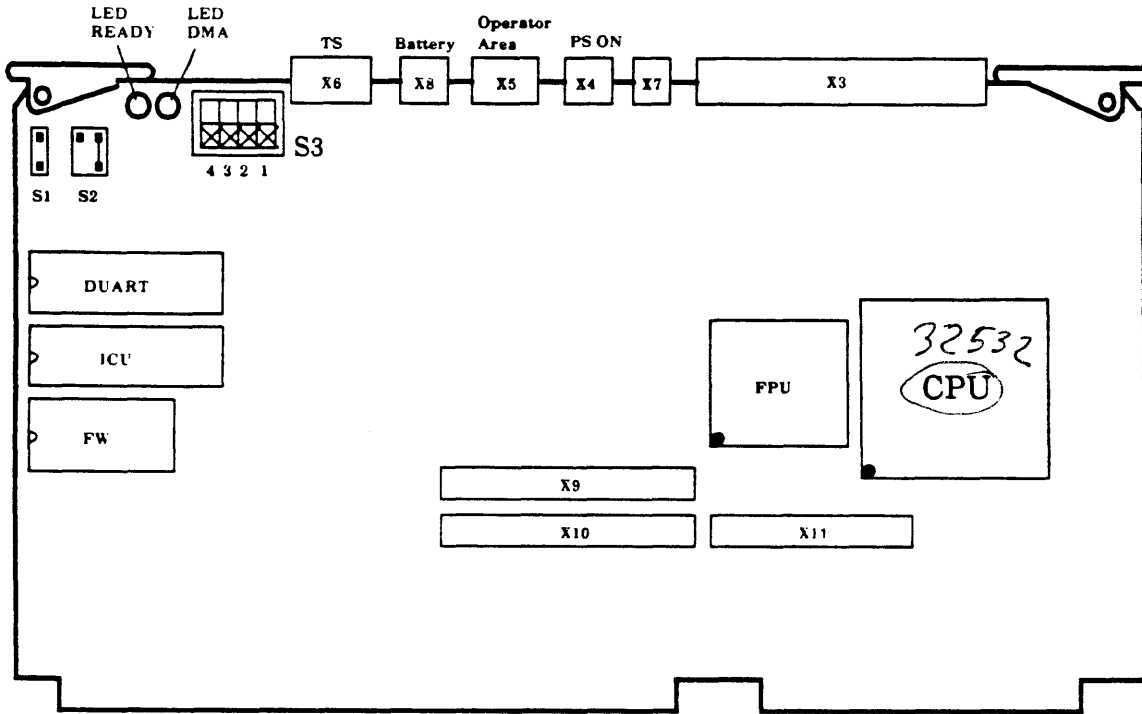 LED READY
LED DMA
TS
Battery
Operator Area
PS ON
X6
X8
X5
X4
X7
X3
S3
4 3 2 1
S1
S2
DUART
ICU
FW
FPU
32532
CPU
X9
X10
X11